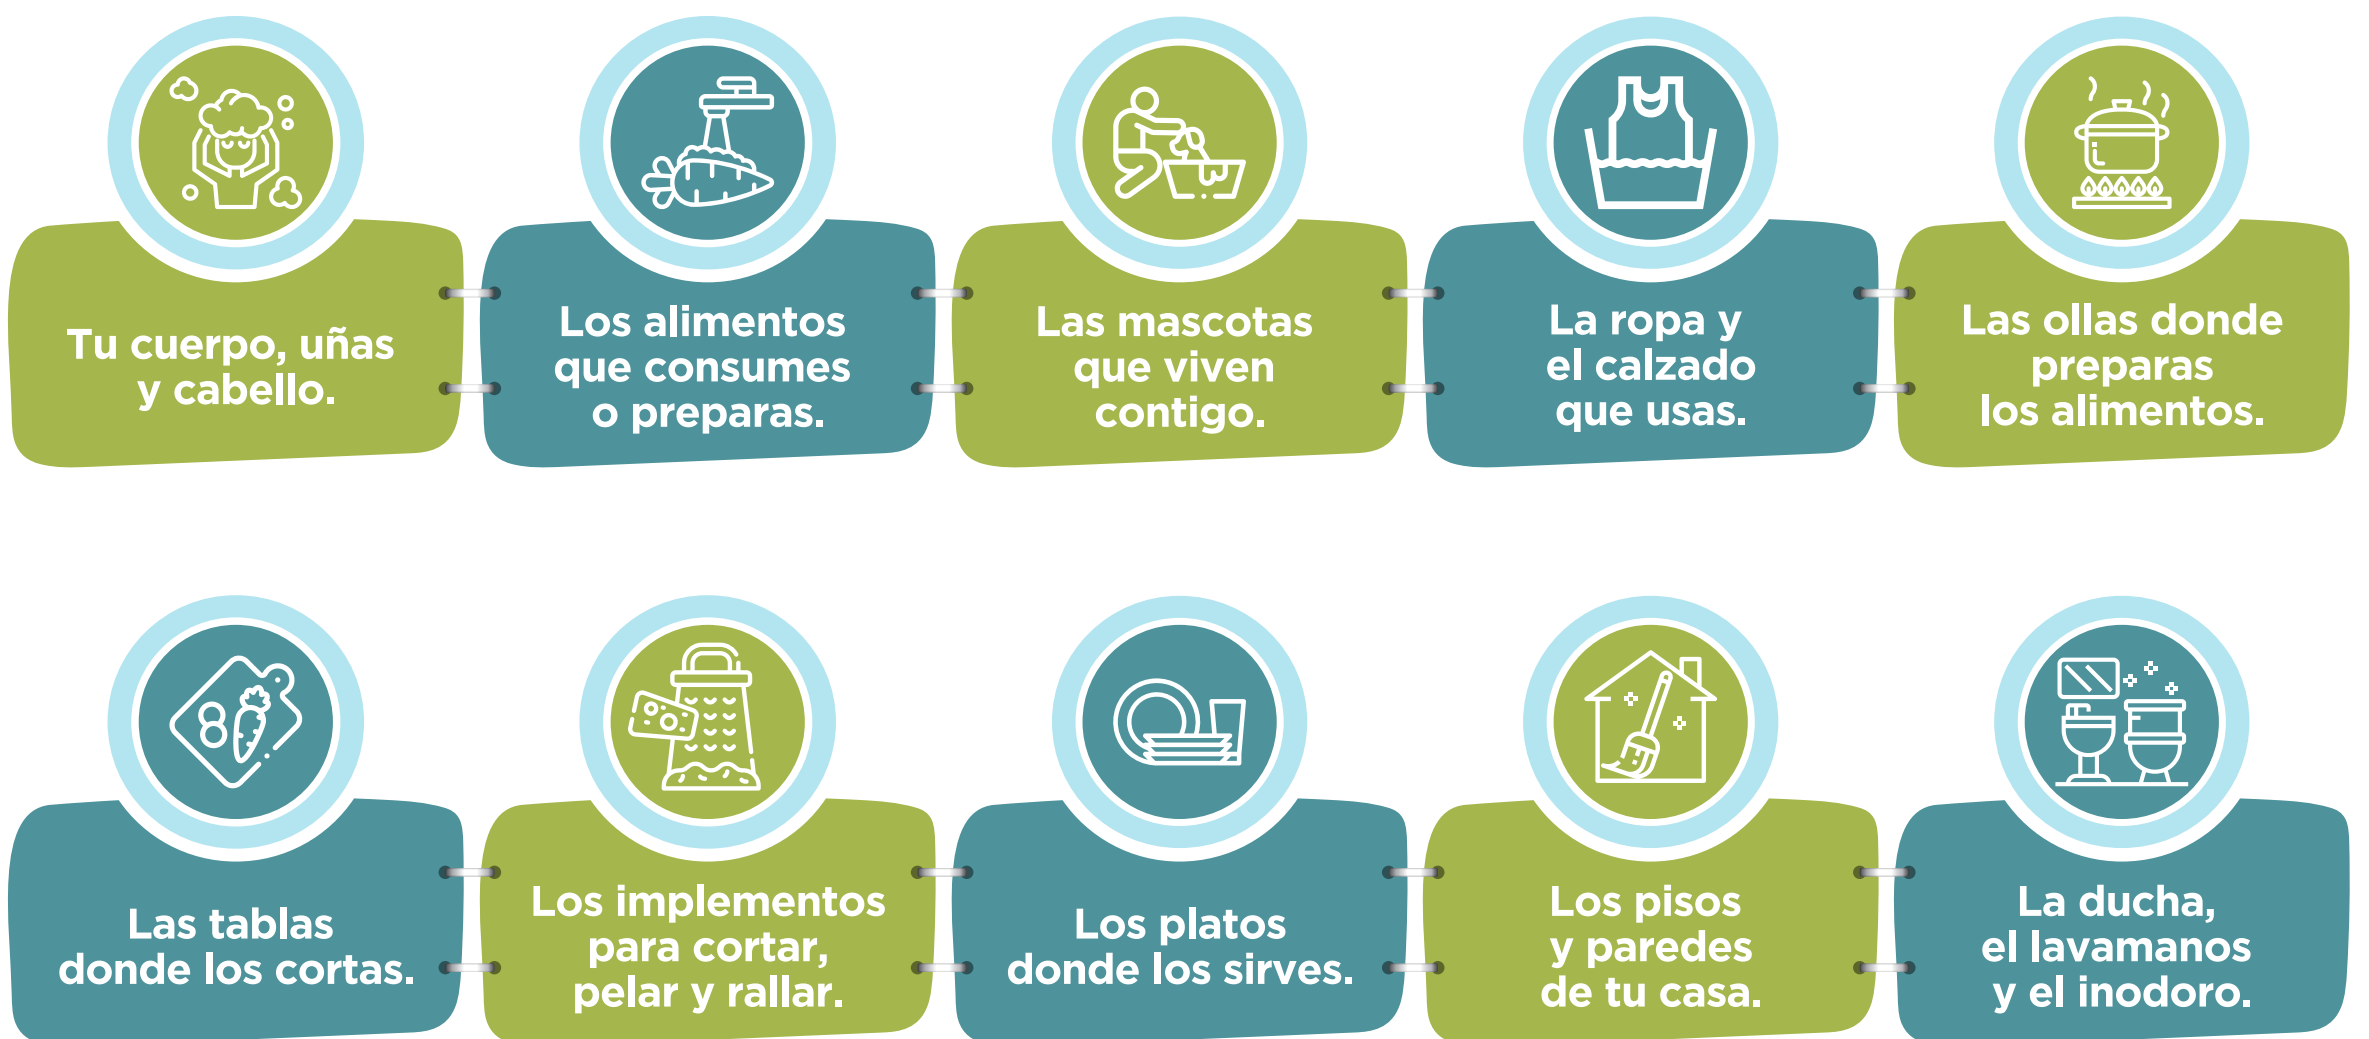 Tu cuerpo, uñas
y cabello.
Los alimentos
que consumes
o preparas.
Las mascotas
que viven
contigo.
La ropa y
el calzado
que usas.
Las ollas donde
preparas
los alimentos.
Las tablas
donde los cortas.
Los implementos
para cortar,
pelar y rallar.
Los platos
donde los sirves.
Los pisos
y paredes
de tu casa.
La ducha,
el lavamanos
y el inodoro.